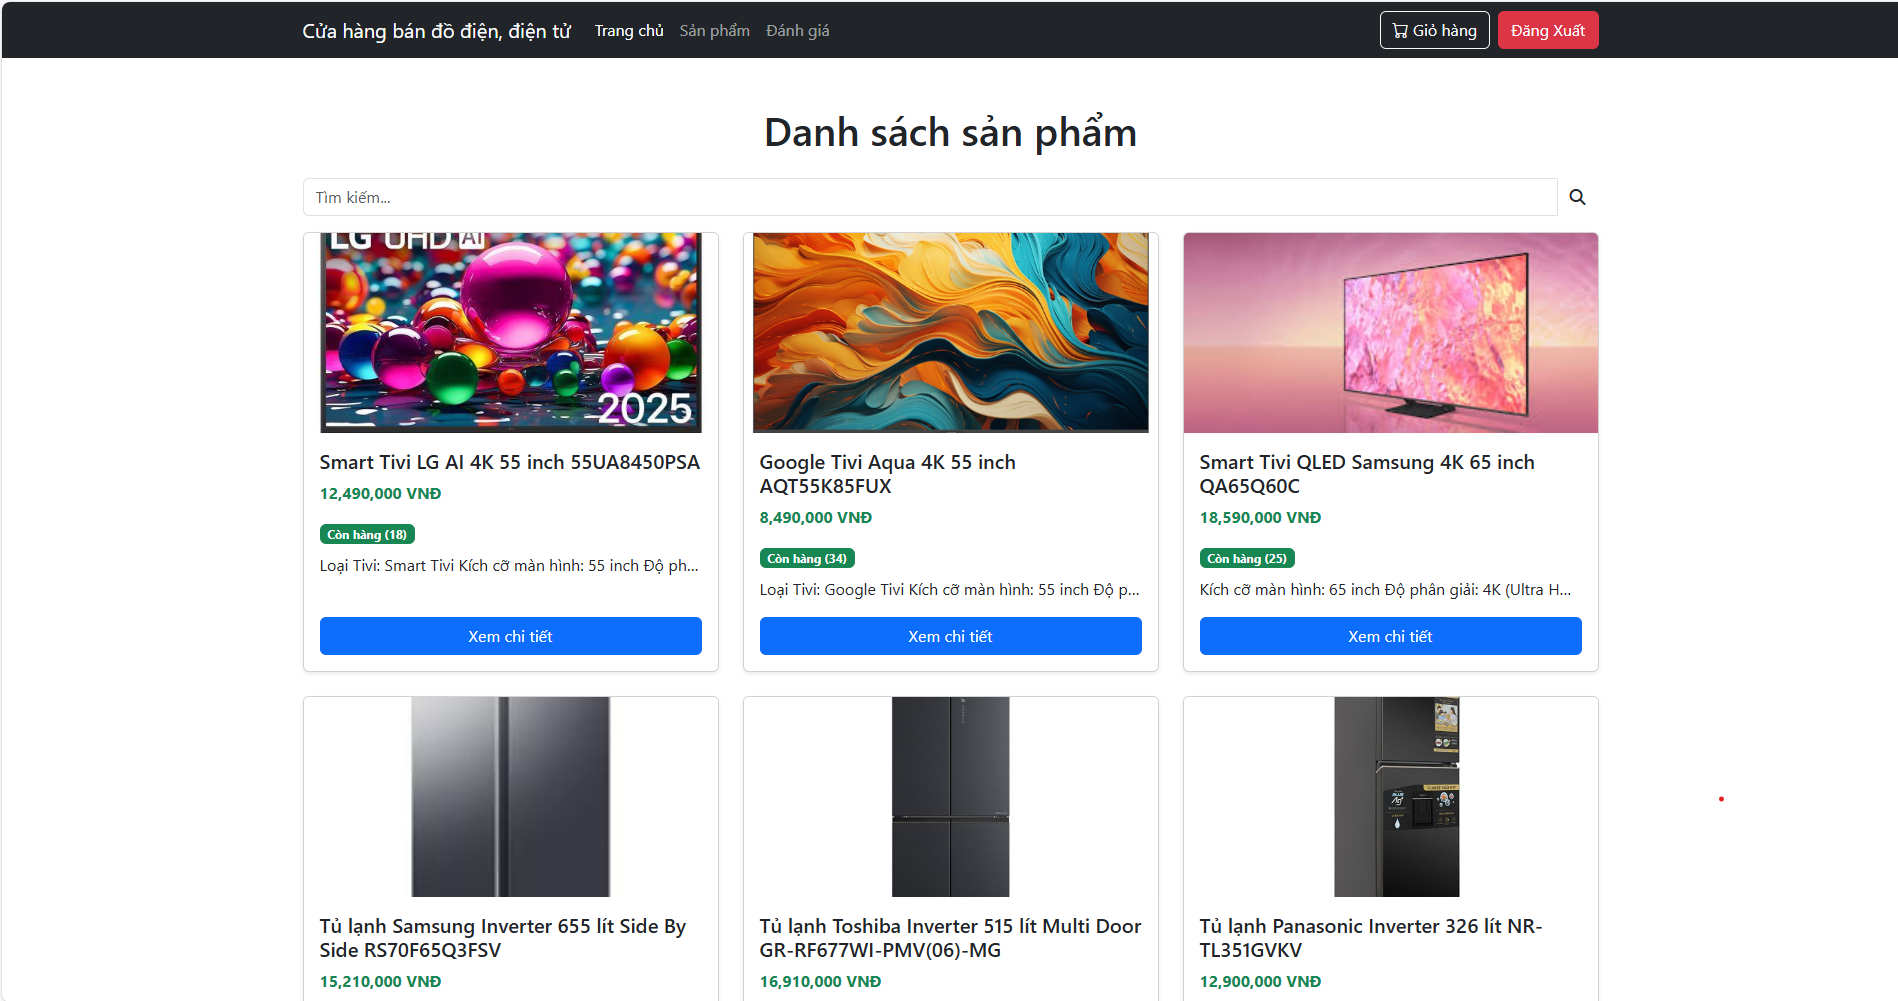 Cửa hàng bán đồ điện, điện tử Trang chủ Sản phẩm Đánh giá Giỏ hàng Đăng Xuất
Danh sách sản phẩm
Tìm kiếm...
LG UHD AI
2025
Smart Tivi LG AI 4K 55 inch 55UA8450PSA
12,490,000 VNĐ
Còn hàng (18)
Loại Tivi: Smart Tivi Kích cỡ màn hình: 55 inch Độ ph...
Xem chi tiết
Google Tivi Aqua 4K 55 inch
AQT55K85FUX
8,490,000 VNĐ
Còn hàng (34)
Loại Tivi: Google Tivi Kích cỡ màn hình: 55 inch Độ p...
Xem chi tiết
Smart Tivi QLED Samsung 4K 65 inch
QA65Q60C
18,590,000 VNĐ
Còn hàng (25)
Kích cỡ màn hình: 65 inch Độ phân giải: 4K (Ultra H...
Xem chi tiết
Tủ lạnh Samsung Inverter 655 lít Side By
Side RS70F65Q3FSV
15,210,000 VNĐ
Tủ lạnh Toshiba Inverter 515 lít Multi Door
GR-RF677WI-PMV(06)-MG
16,910,000 VNĐ
Tủ lạnh Panasonic Inverter 326 lít NR-
TL351GVKV
12,900,000 VNĐ